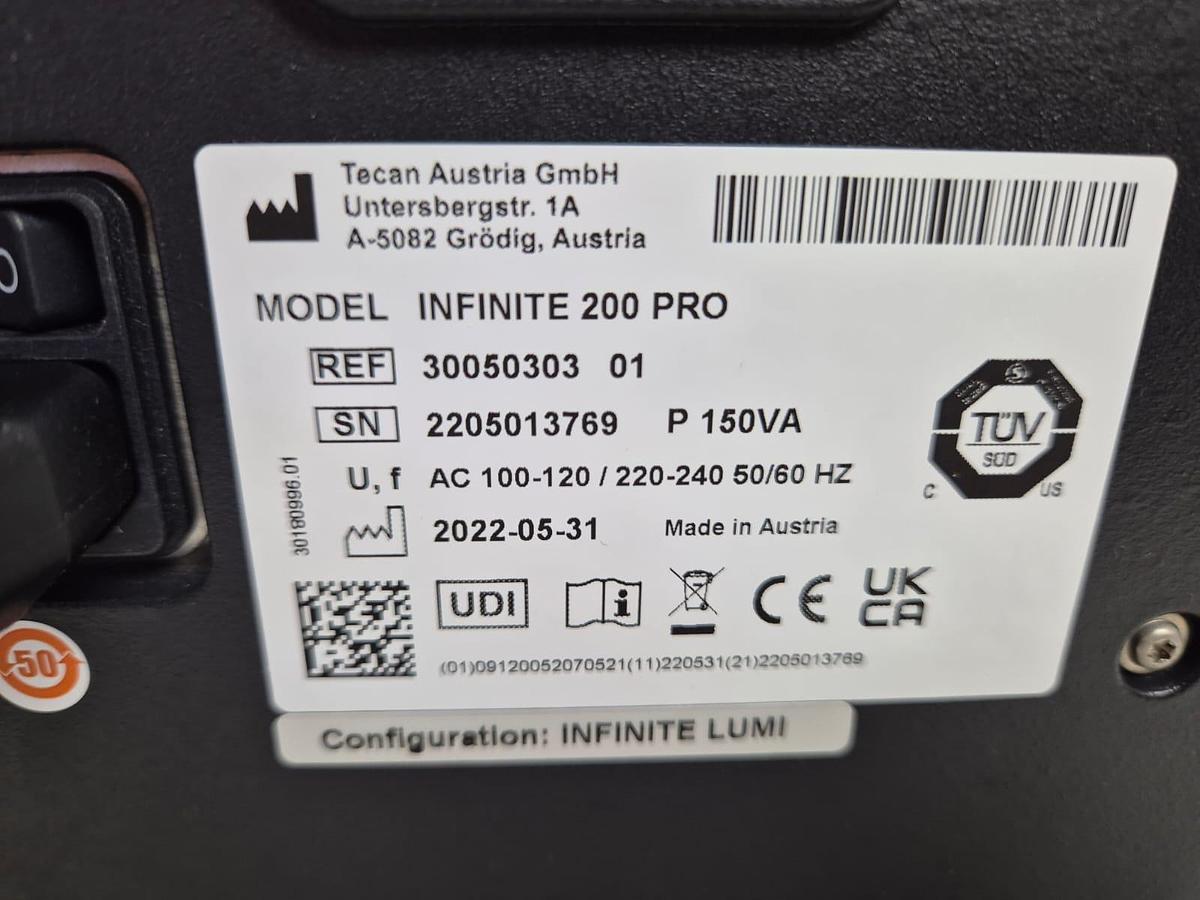 Tecan Austria GmbH
Untersbergstr. 1A
A-5082 Grödig, Austria
MODEL INFINITE 200 PRO
REF 30050303 01
SN 2205013769 P 150VA
U, f AC 100-120 / 220-240 50/60 HZ
2022-05-31 Made in Austria
30180996.01
TÜV
SÜD
C US
UDI i CE UK
CA
(01)09120052070521(11)220531(21)2205013769
Configuration: INFINITE LUMI
50